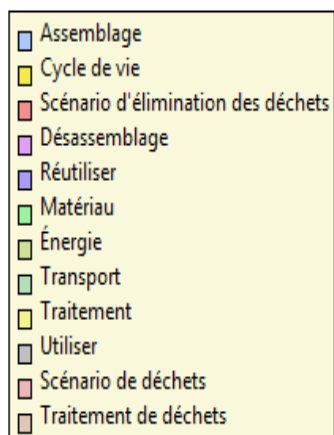 Assemblage
Cycle de vie
Scénario d'élimination des déchets
Désassemblage
Réutiliser
Matériau
Énergie
Transport
Traitement
Utiliser
Scénario de déchets
Traitement de déchets